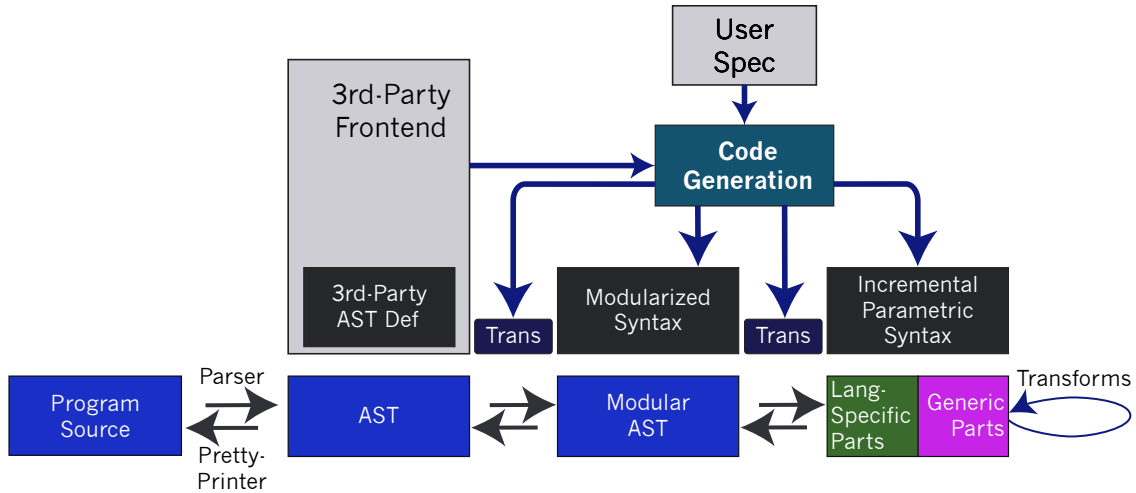 User
Spec
3rd-Party
Frontend
Code
Generation
3rd-Party
AST Def
Trans
Modularized
Syntax
Trans
Incremental
Parametric
Syntax
Program
Source
Parser
Pretty-
Printer
AST
Modular
AST
Lang-
Specific
Parts
Generic
Parts
Transforms